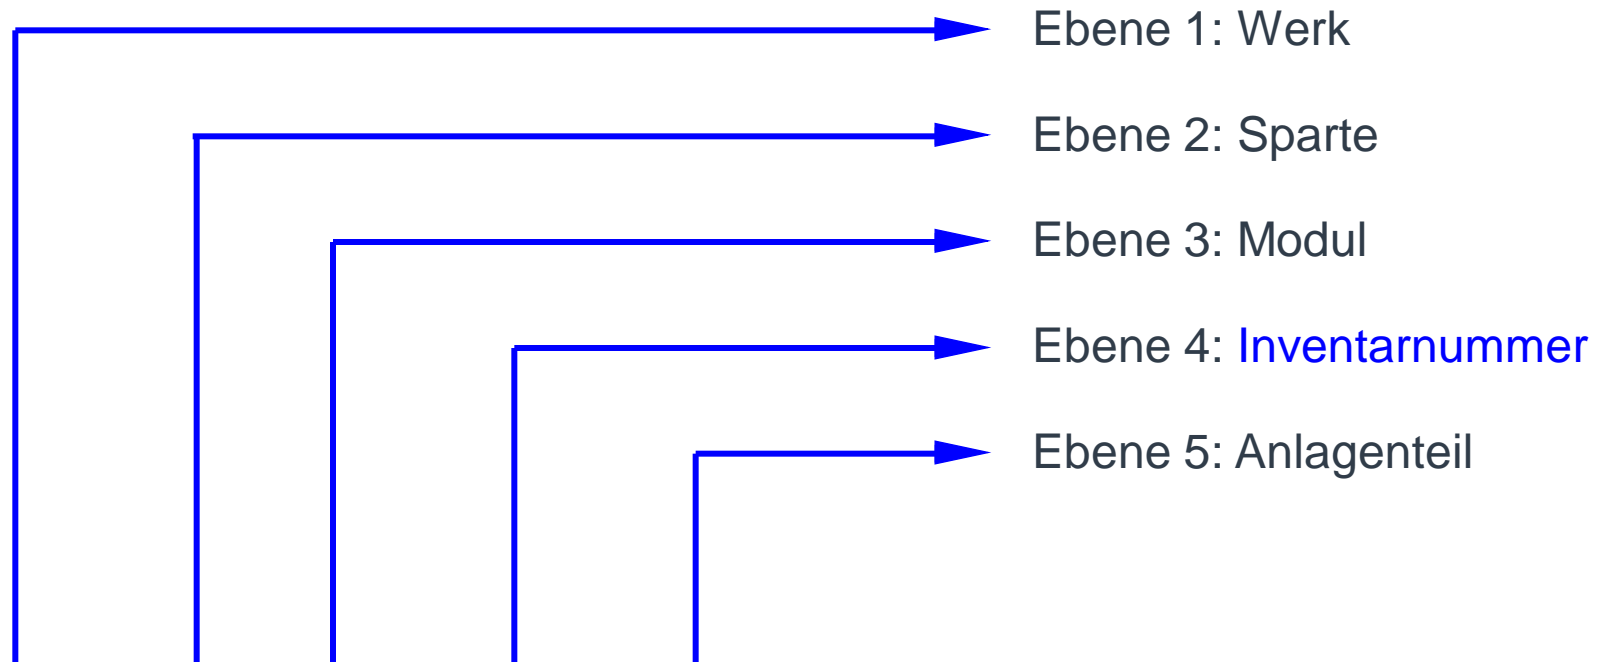 Ebene 1: Werk
Ebene 2: Sparte
Ebene 3: Modul
Ebene 4: Inventarnummer
Ebene 5: Anlagenteil